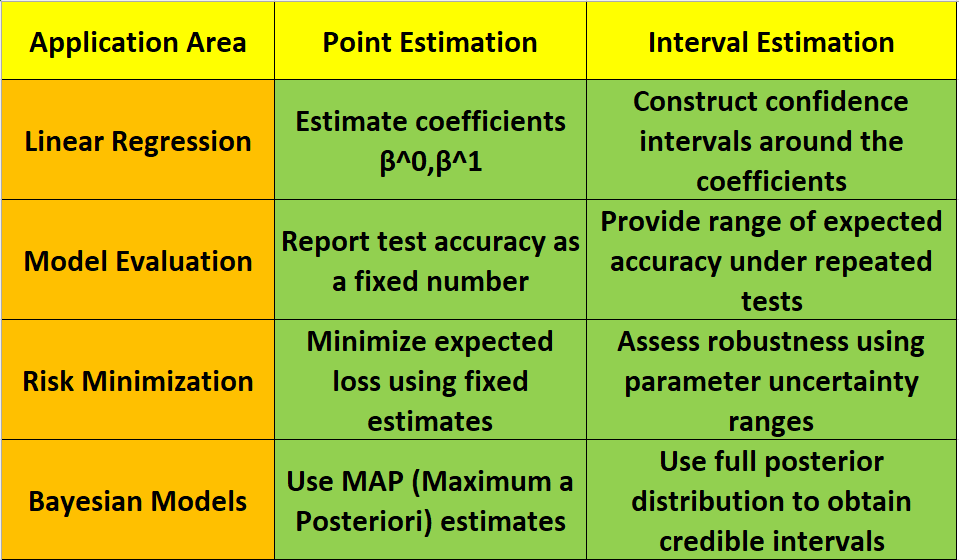 Application Area
Point Estimation
Interval Estimation
Linear Regression
Estimate coefficients
β^0,β^1
Construct confidence
intervals around the
coefficients
Model Evaluation
Report test accuracy as
a fixed number
Provide range of expected
accuracy under repeated
tests
Risk Minimization
Minimize expected
loss using fixed
estimates
Assess robustness using
parameter uncertainty
ranges
Bayesian Models
Use MAP (Maximum a
Posteriori) estimates
Use full posterior
distribution to obtain
credible intervals